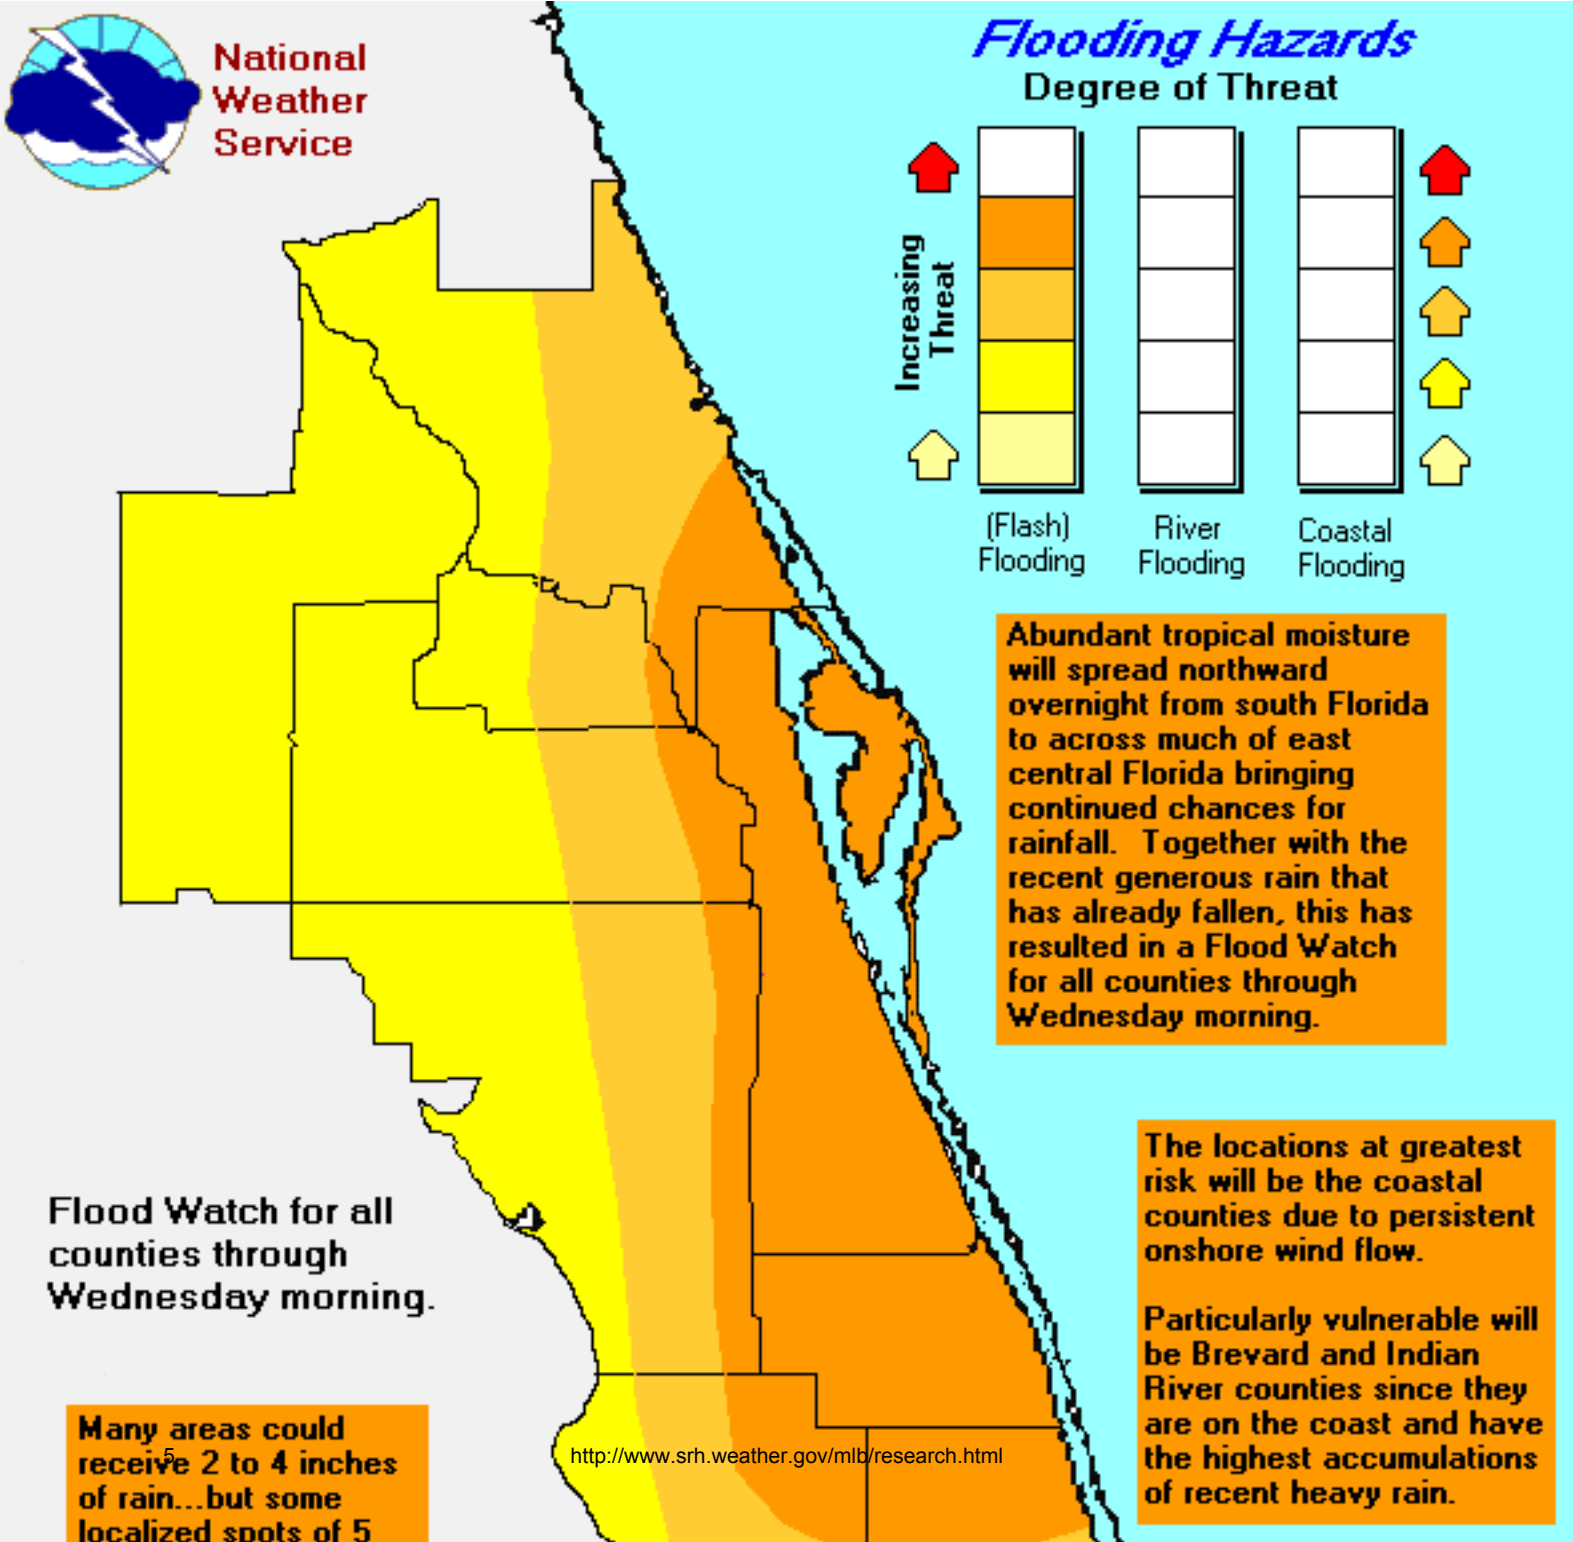 National
Weather
Service
Flooding Hazards
Degree of Threat
Increasing
Threat
(Flash)
Flooding
River
Flooding
Coastal
Flooding
Abundant tropical moisture
will spread northward
overnight from south Florida
to across much of east
central Florida bringing
continued chances for
rainfall. Together with the
recent generous rain that
has already fallen, this has
resulted in a Flood Watch
for all counties through
Wednesday morning.
The locations at greatest
risk will be the coastal
counties due to persistent
onshore wind flow.
Particularly vulnerable will
be Brevard and Indian
River counties since they
are on the coast and have
the highest accumulations
of recent heavy rain.
Flood Watch for all
counties through
Wednesday morning.
Many areas could
receive 2 to 4 inches
of rain...but some
localized spots of 5
5
http://www.srh.weather.gov/mlb/research.html